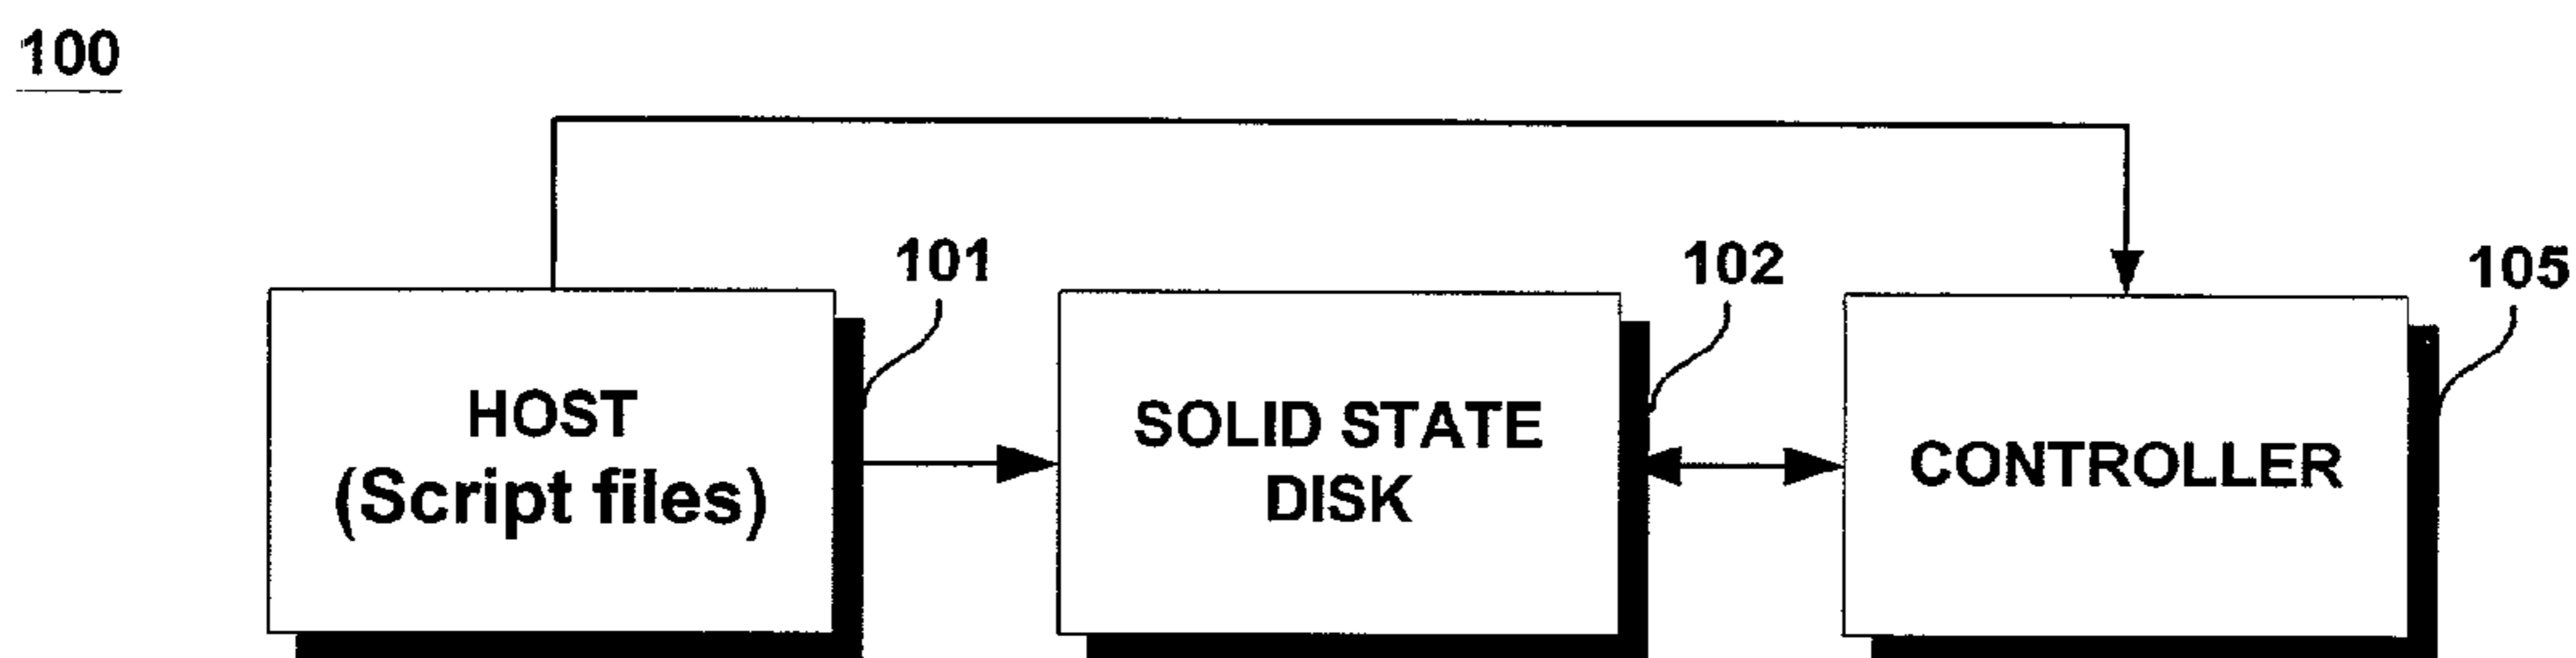 100
101
102
105
HOST
(Script files)
SOLID STATE
DISK
CONTROLLER